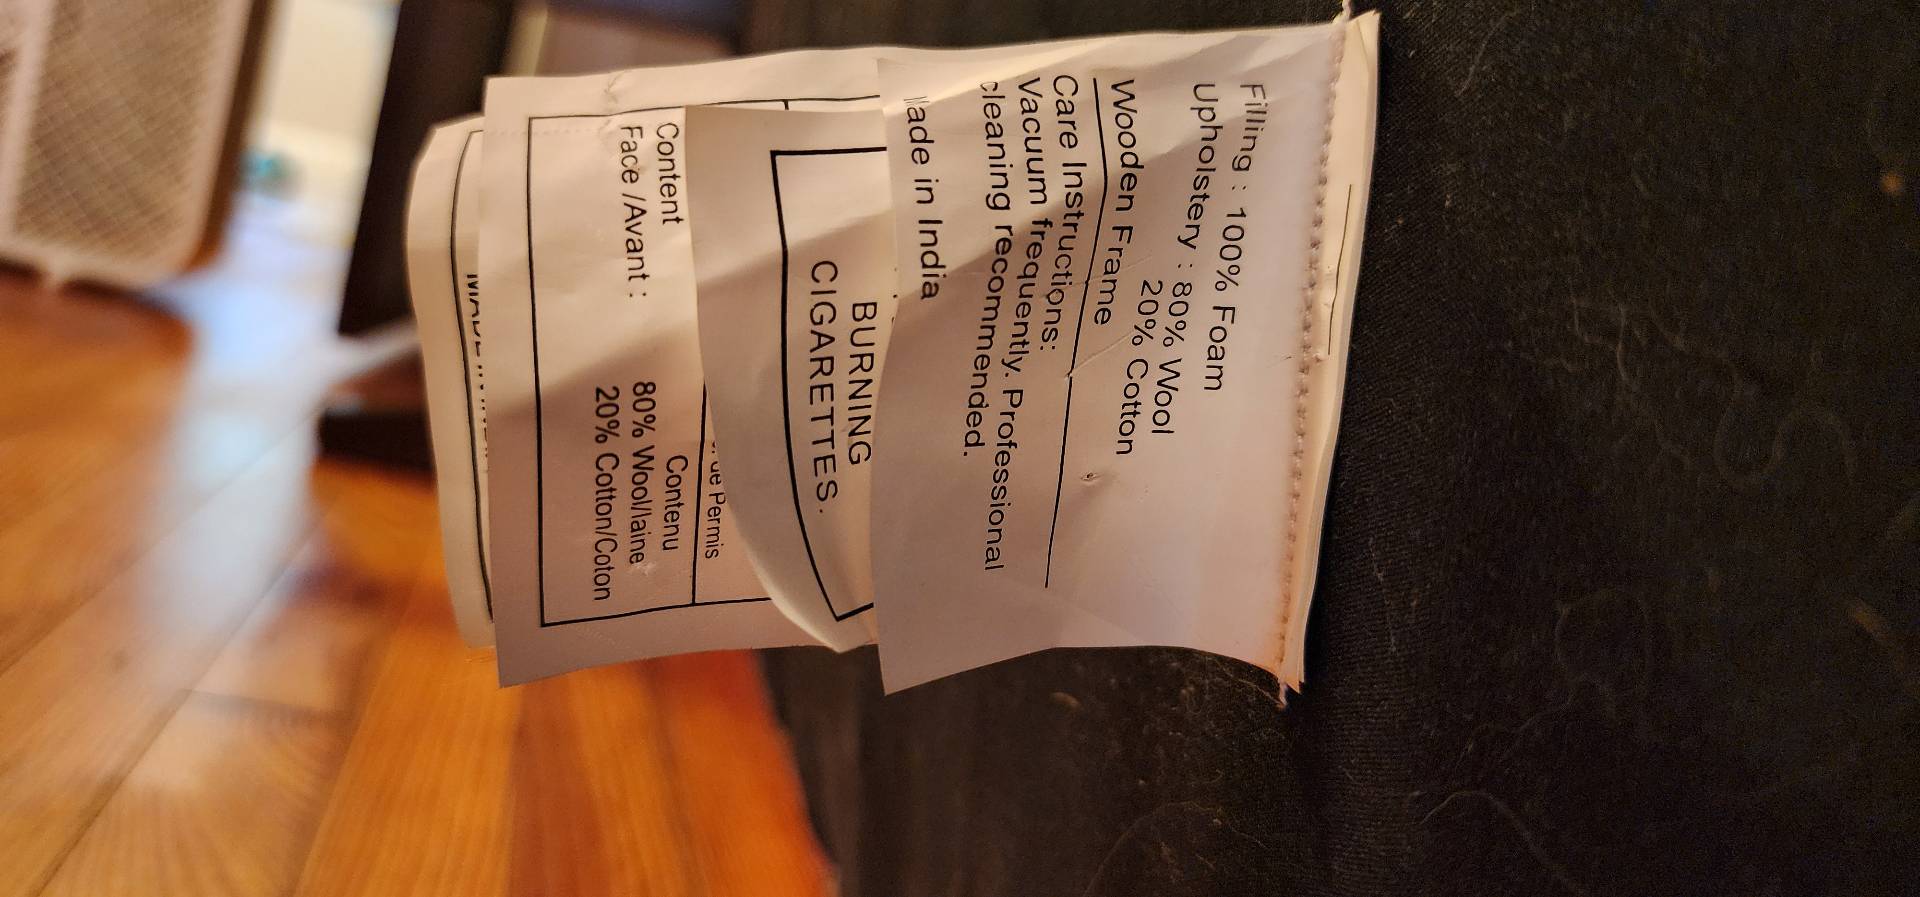 Filling : 100% Foam
Upholstery : 80% Wool
20% Cotton
Wooden Frame
Care Instructions:
Vacuum frequently. Professional
cleaning recommended.
ade in India
BURNING
CIGARETTES.
de Permis
Content Contenu
Face /Avant : 80% Wool/laine
20% Cotton/Coton